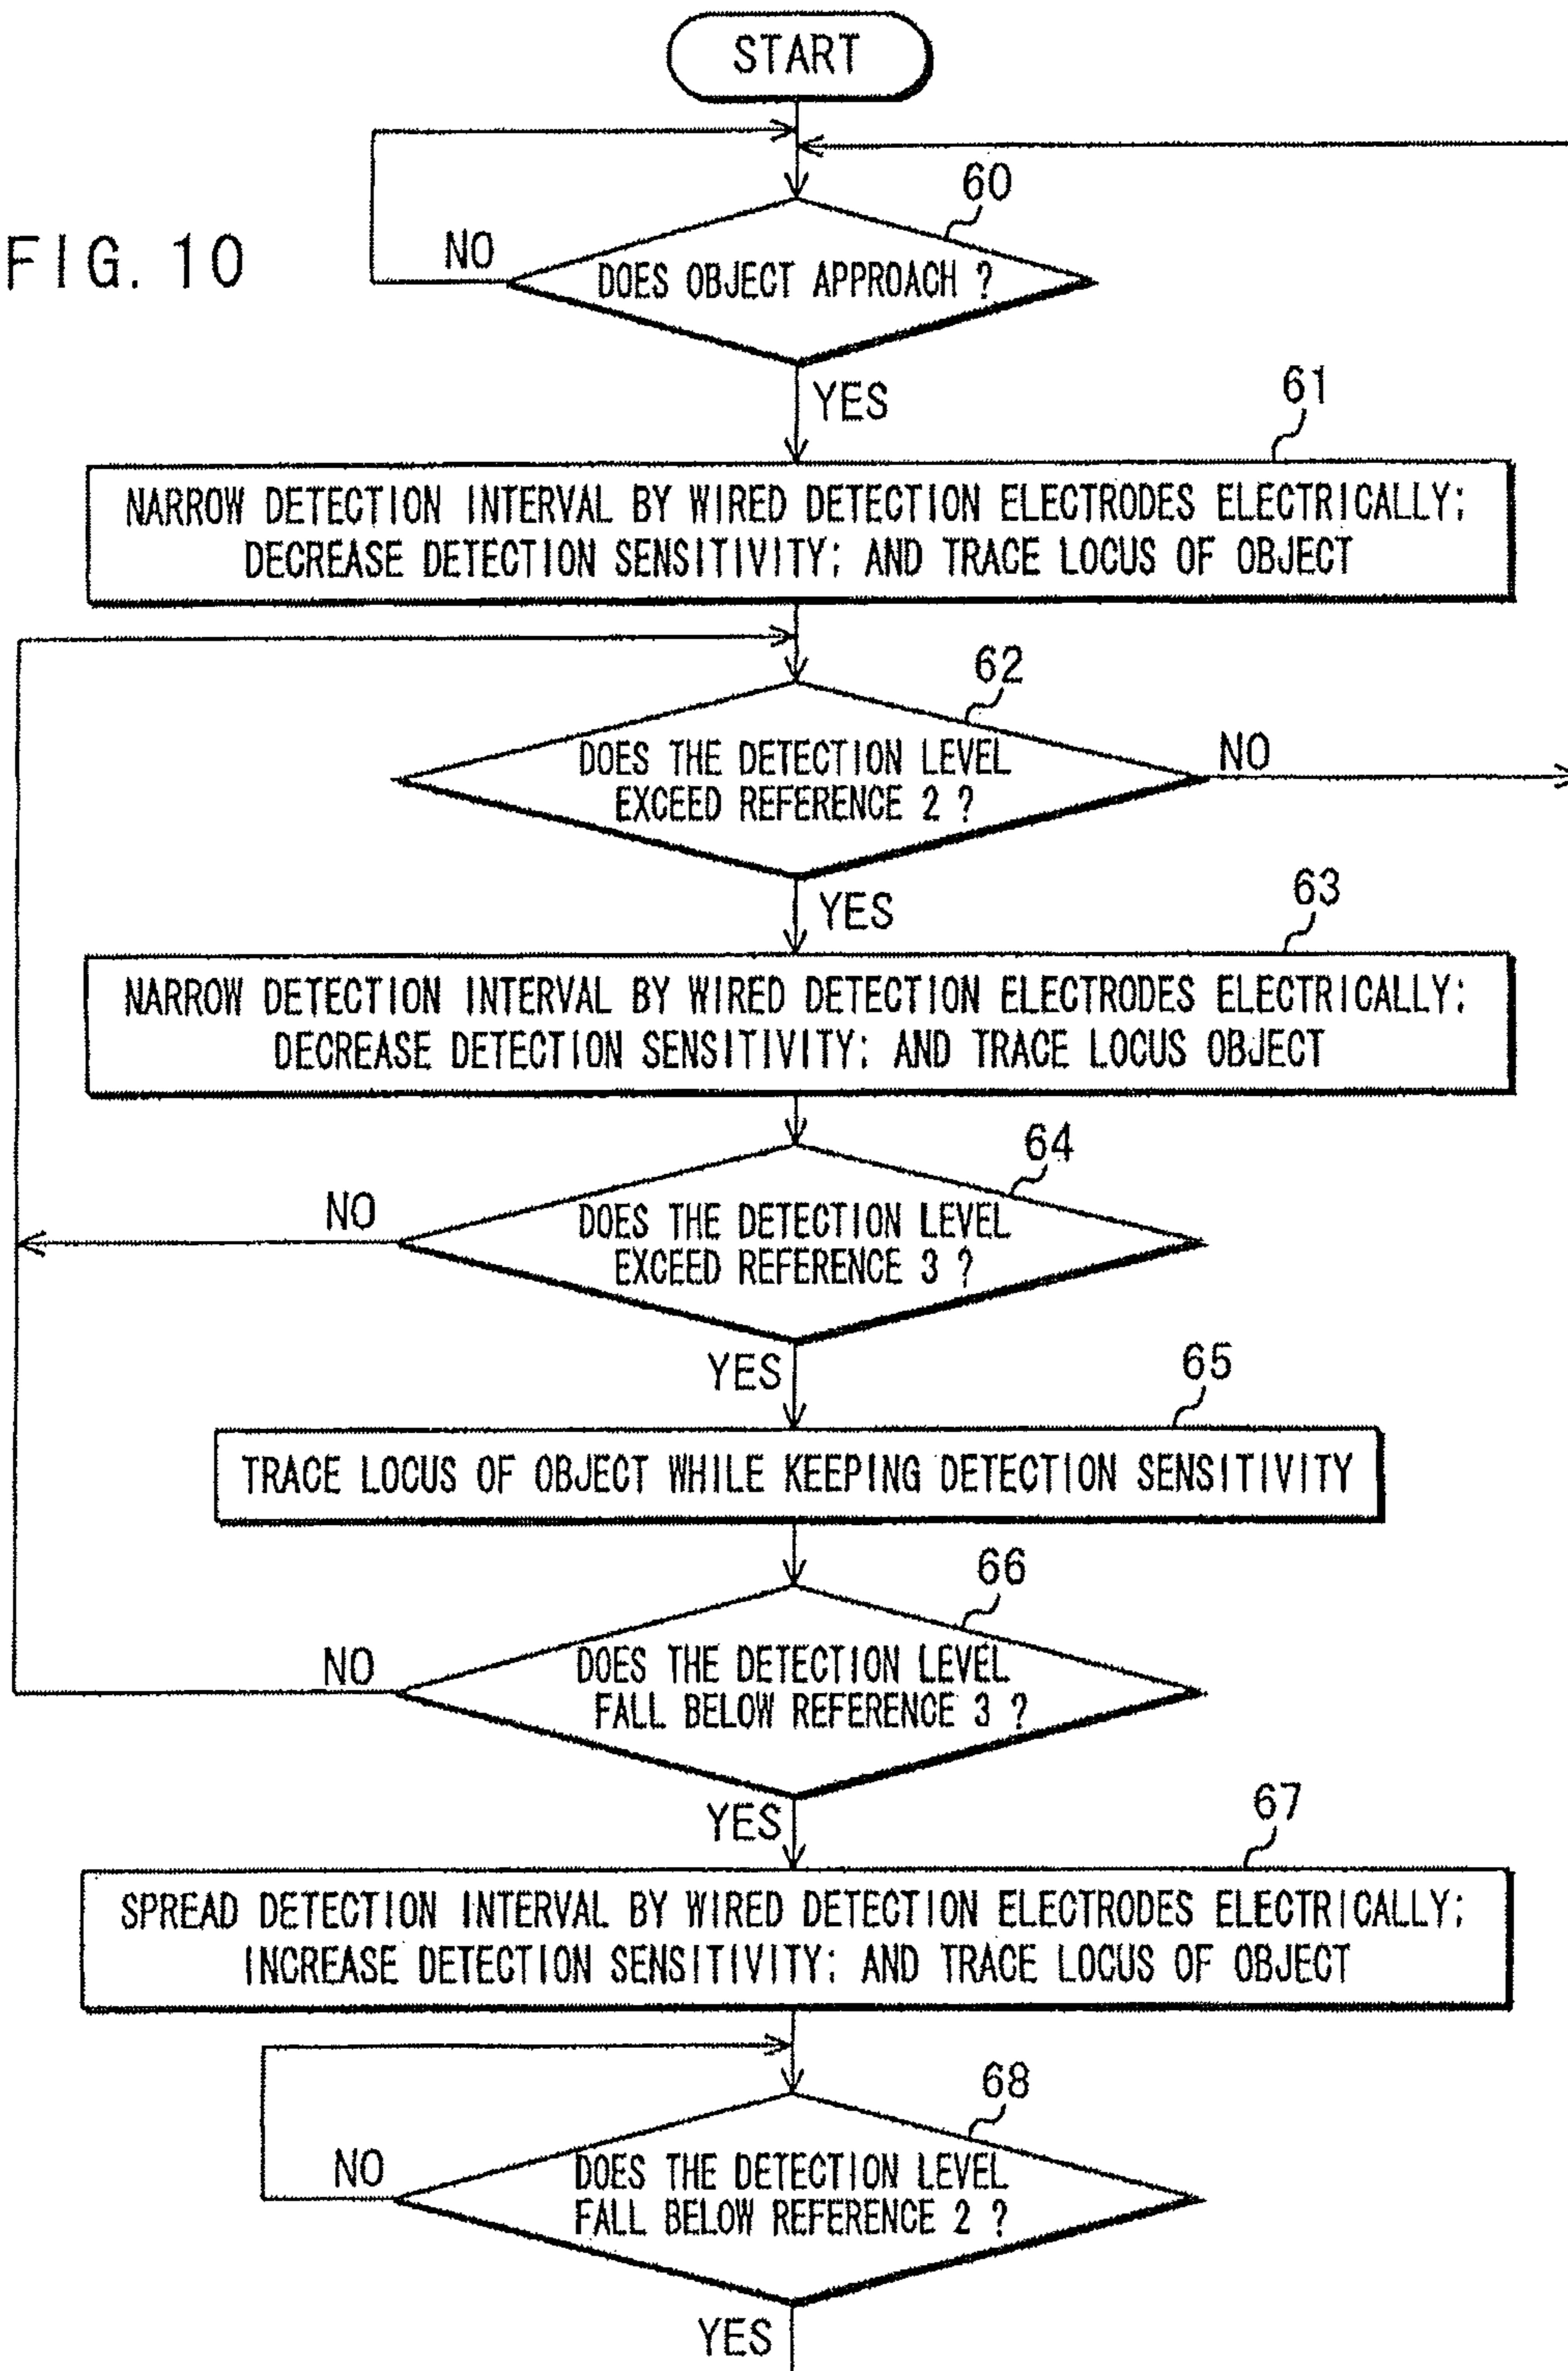 START
FIG. 10
60
NO
DOES OBJECT APPROACH ?
YES
61
NARROW DETECTION INTERVAL BY WIRED DETECTION ELECTRODES ELECTRICALLY;
DECREASE DETECTION SENSITIVITY; AND TRACE LOCUS OF OBJECT
62
DOES THE DETECTION LEVEL
EXCEED REFERENCE 2 ?
NO
YES
63
NARROW DETECTION INTERVAL BY WIRED DETECTION ELECTRODES ELECTRICALLY;
DECREASE DETECTION SENSITIVITY; AND TRACE LOCUS OBJECT
64
NO
DOES THE DETECTION LEVEL
EXCEED REFERENCE 3 ?
YES
65
TRACE LOCUS OF OBJECT WHILE KEEPING DETECTION SENSITIVITY
66
NO
DOES THE DETECTION LEVEL
FALL BELOW REFERENCE 3 ?
YES
67
SPREAD DETECTION INTERVAL BY WIRED DETECTION ELECTRODES ELECTRICALLY;
INCREASE DETECTION SENSITIVITY; AND TRACE LOCUS OF OBJECT
68
NO
DOES THE DETECTION LEVEL
FALL BELOW REFERENCE 2 ?
YES